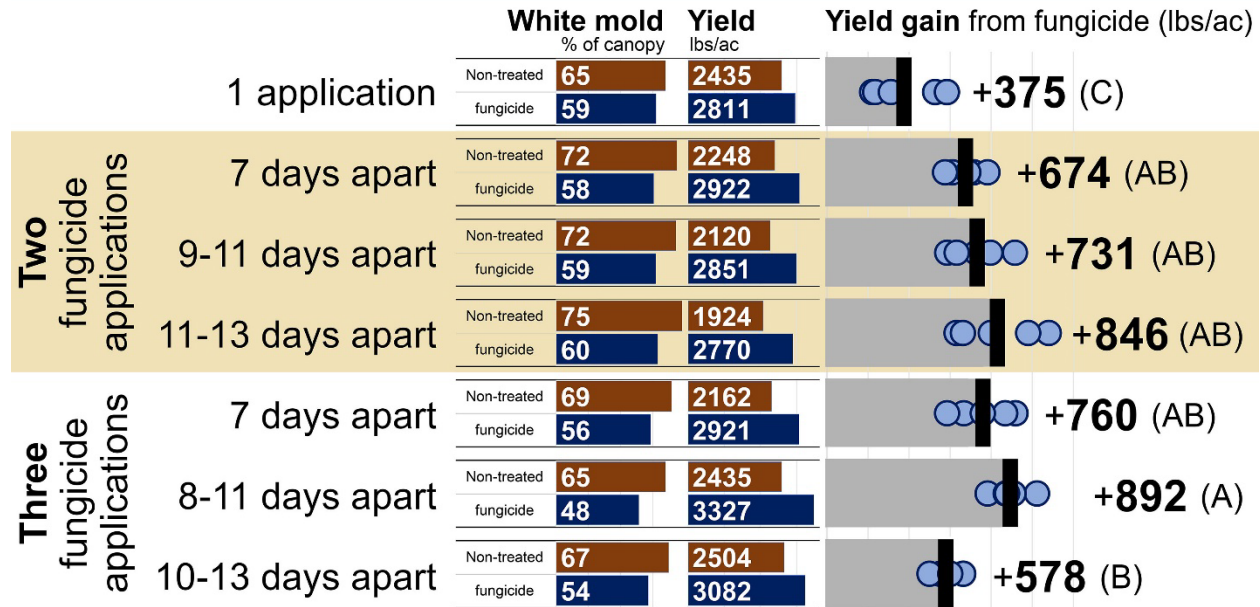 White mold Yield Yield gain from fungicide (lbs/ac)
% of canopy lbs/ac
1 application
Non-treated 65 2435
fungicide 59 2811
+375 (C)
Two
fungicide
applications
7 days apart
Non-treated 72 2248
fungicide 58 2922
+674 (AB)
9-11 days apart
Non-treated 72 2120
fungicide 59 2851
+731 (AB)
11-13 days apart
Non-treated 75 1924
fungicide 60 2770
+846 (AB)
Three
fungicide
applications
7 days apart
Non-treated 69 2162
fungicide 56 2921
+760 (AB)
8-11 days apart
Non-treated 65 2435
fungicide 48 3327
+892 (A)
10-13 days apart
Non-treated 67 2504
fungicide 54 3082
+578 (B)